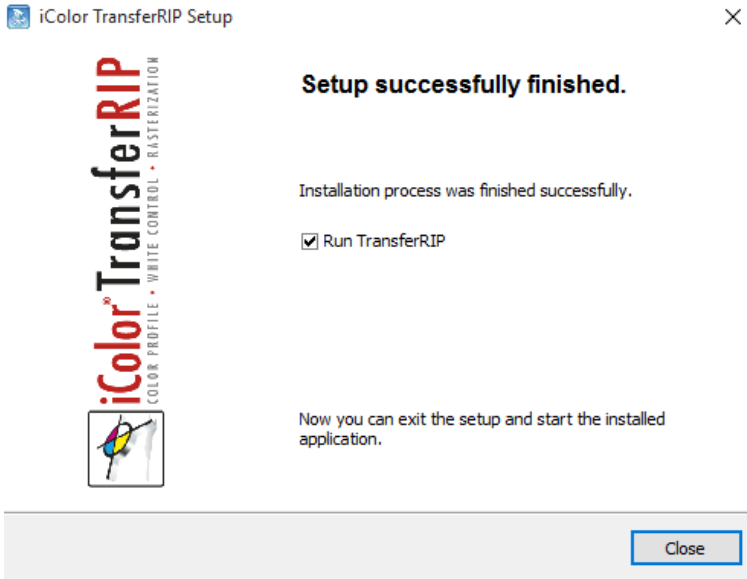 iColor TransferRIP Setup
iColor® TransferRIP
COLOR PROFILE • WHITE CONTROL • RASTERIZATION
Setup successfully finished.
Installation process was finished successfully.
Run TransferRIP
Now you can exit the setup and start the installed
application.
Close